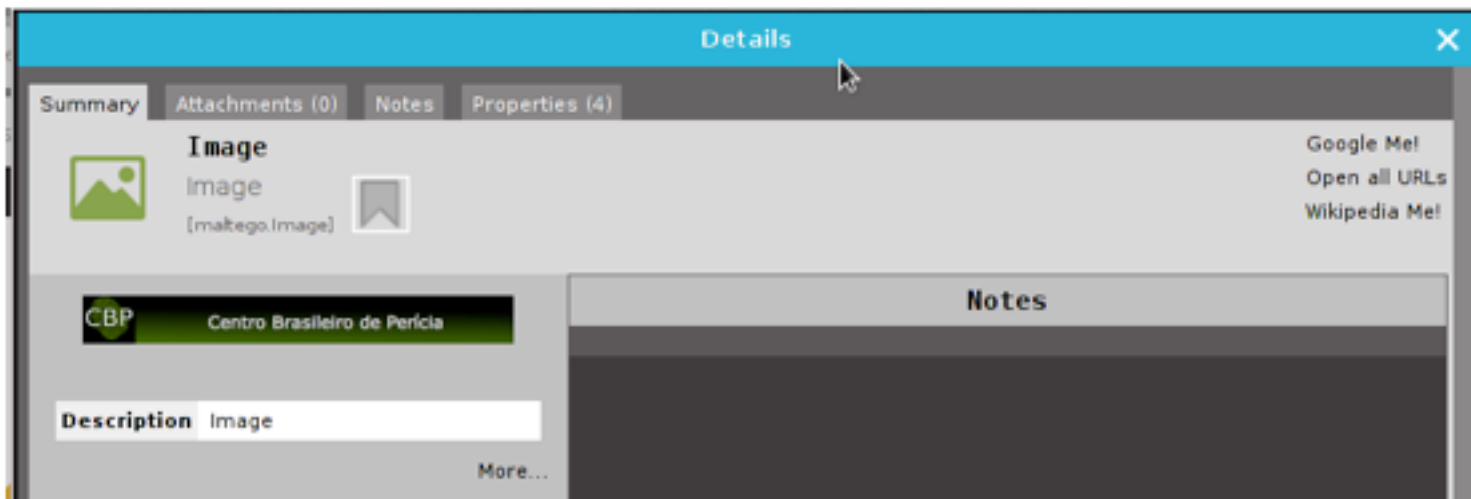 Details
Summary Attachments (0) Notes Properties (4)
Image
Image
[maltego.Image]
Google Me!
Open all URLs
Wikipedia Me!
CBP Centro Brasileiro de Perícia
Description Image
More...
Notes